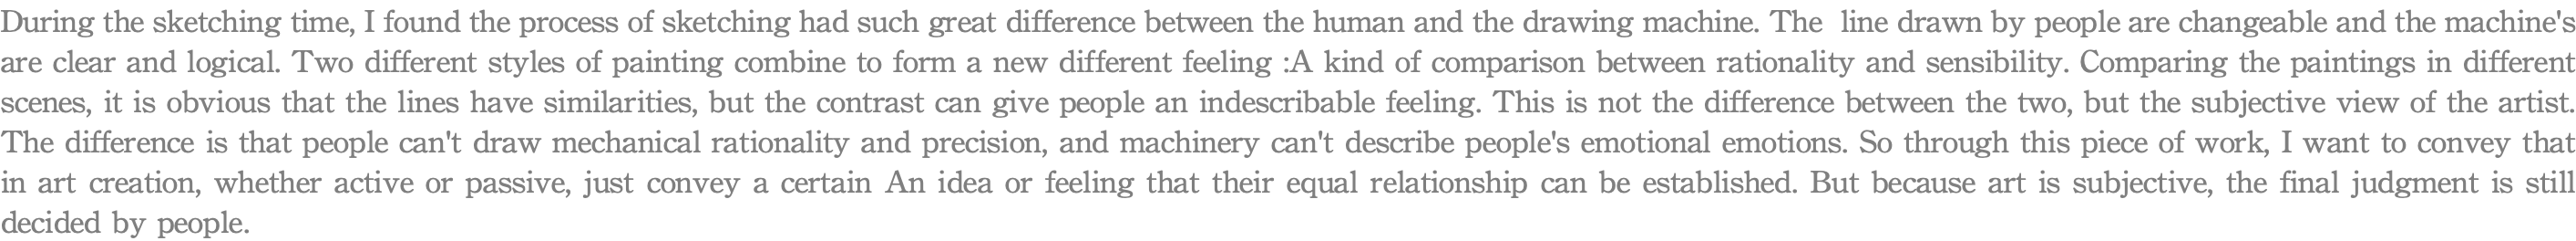 During the sketching time, I found the process of sketching had such great difference between the human and the drawing machine. The  line drawn by people are changeable and the machine's
are clear and logical. Two different styles of painting combine to form a new different feeling :A kind of comparison between rationality and sensibility. Comparing the paintings in different
scenes, it is obvious that the lines have similarities, but the contrast can give people an indescribable feeling. This is not the difference between the two, but the subjective view of the artist.
The difference is that people can't draw mechanical rationality and precision, and machinery can't describe people's emotional emotions. So through this piece of work, I want to convey that
in art creation, whether active or passive, just convey a certain An idea or feeling that their equal relationship can be established. But because art is subjective, the final judgment is still
decided by people.